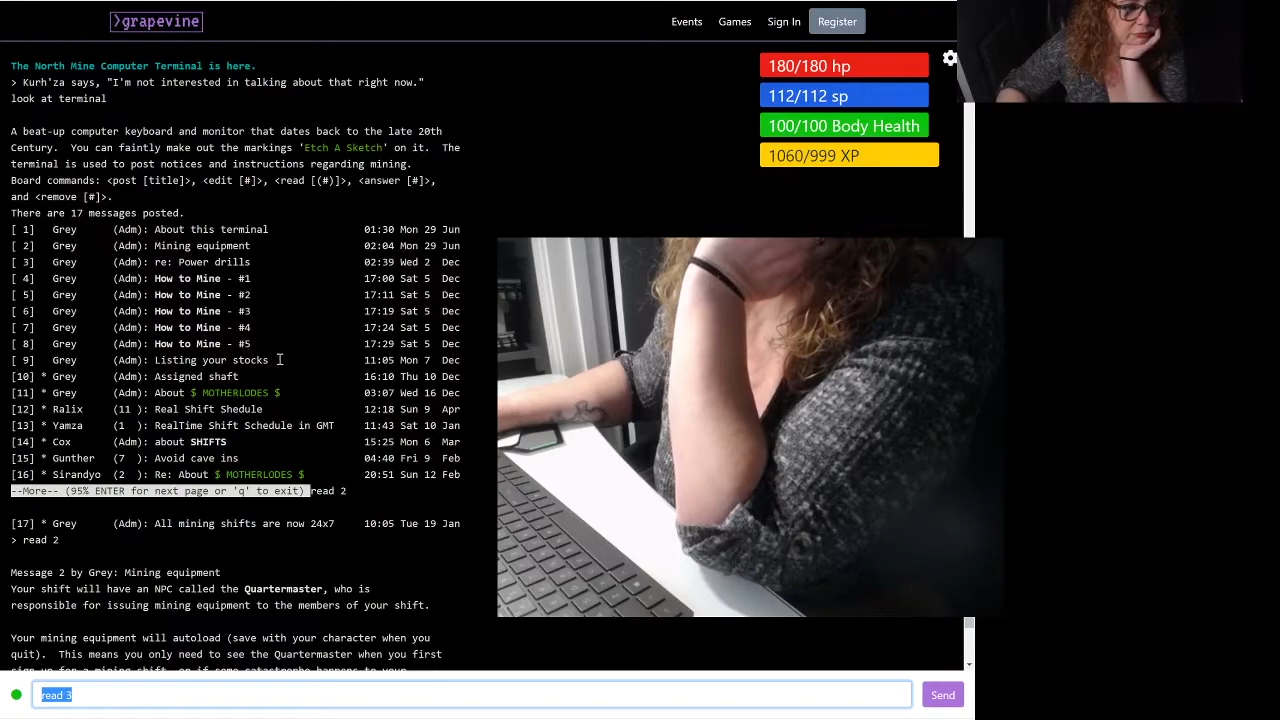 >grapevine
Events Games Sign In Register
The North Mine Computer Terminal is here.
> Kurh'za says, "I'm not interested in talking about that right now."
look at terminal
A beat-up computer keyboard and monitor that dates back to the late 20th
Century.  You can faintly make out the markings 'Etch A Sketch' on it.  The
terminal is used to post notices and instructions regarding mining.
Board commands: <post [title]>, <edit [#]>, <read [(#)]>, <answer [#]>,
and <remove [#]>.
There are 17 messages posted.
[ 1]   Grey      (Adm): About this terminal                01:30 Mon 29 Jun
[ 2]   Grey      (Adm): Mining equipment                   02:04 Mon 29 Jun
[ 3]   Grey      (Adm): re: Power drills                   02:39 Wed 2  Dec
[ 4]   Grey      (Adm): How to Mine - #1                   17:00 Sat 5  Dec
[ 5]   Grey      (Adm): How to Mine - #2                   17:11 Sat 5  Dec
[ 6]   Grey      (Adm): How to Mine - #3                   17:19 Sat 5  Dec
[ 7]   Grey      (Adm): How to Mine - #4                   17:24 Sat 5  Dec
[ 8]   Grey      (Adm): How to Mine - #5                   17:29 Sat 5  Dec
[ 9]   Grey      (Adm): Listing your stocks                11:05 Mon 7  Dec
[10] * Grey      (Adm): Assigned shaft                     16:10 Thu 10 Dec
[11] * Grey      (Adm): About $ MOTHERLODES $              03:07 Wed 16 Dec
[12] * Ralix     (11 ): Real Shift Shedule                 12:18 Sun 9  Apr
[13] * Yamza     (1  ): RealTime Shift Schedule in GMT     11:43 Sat 10 Jan
[14] * Cox       (Adm): about SHIFTS                       15:25 Mon 6  Mar
[15] * Gunther   (7  ): Avoid cave ins                     04:40 Fri 9  Feb
[16] * Sirandyo  (2  ): Re: About $ MOTHERLODES $          20:51 Sun 12 Feb
--More-- (95% ENTER for next page or 'q' to exit) read 2
[17] * Grey      (Adm): All mining shifts are now 24x7     10:05 Tue 19 Jan
> read 2
Message 2 by Grey: Mining equipment
Your shift will have an NPC called the Quartermaster, who is
responsible for issuing mining equipment to the members of your shift.
Your mining equipment will autoload (save with your character when you
quit).  This means you only need to see the Quartermaster when you first
180/180 hp
112/112 sp
100/100 Body Health
1060/999 XP
read 3
Send